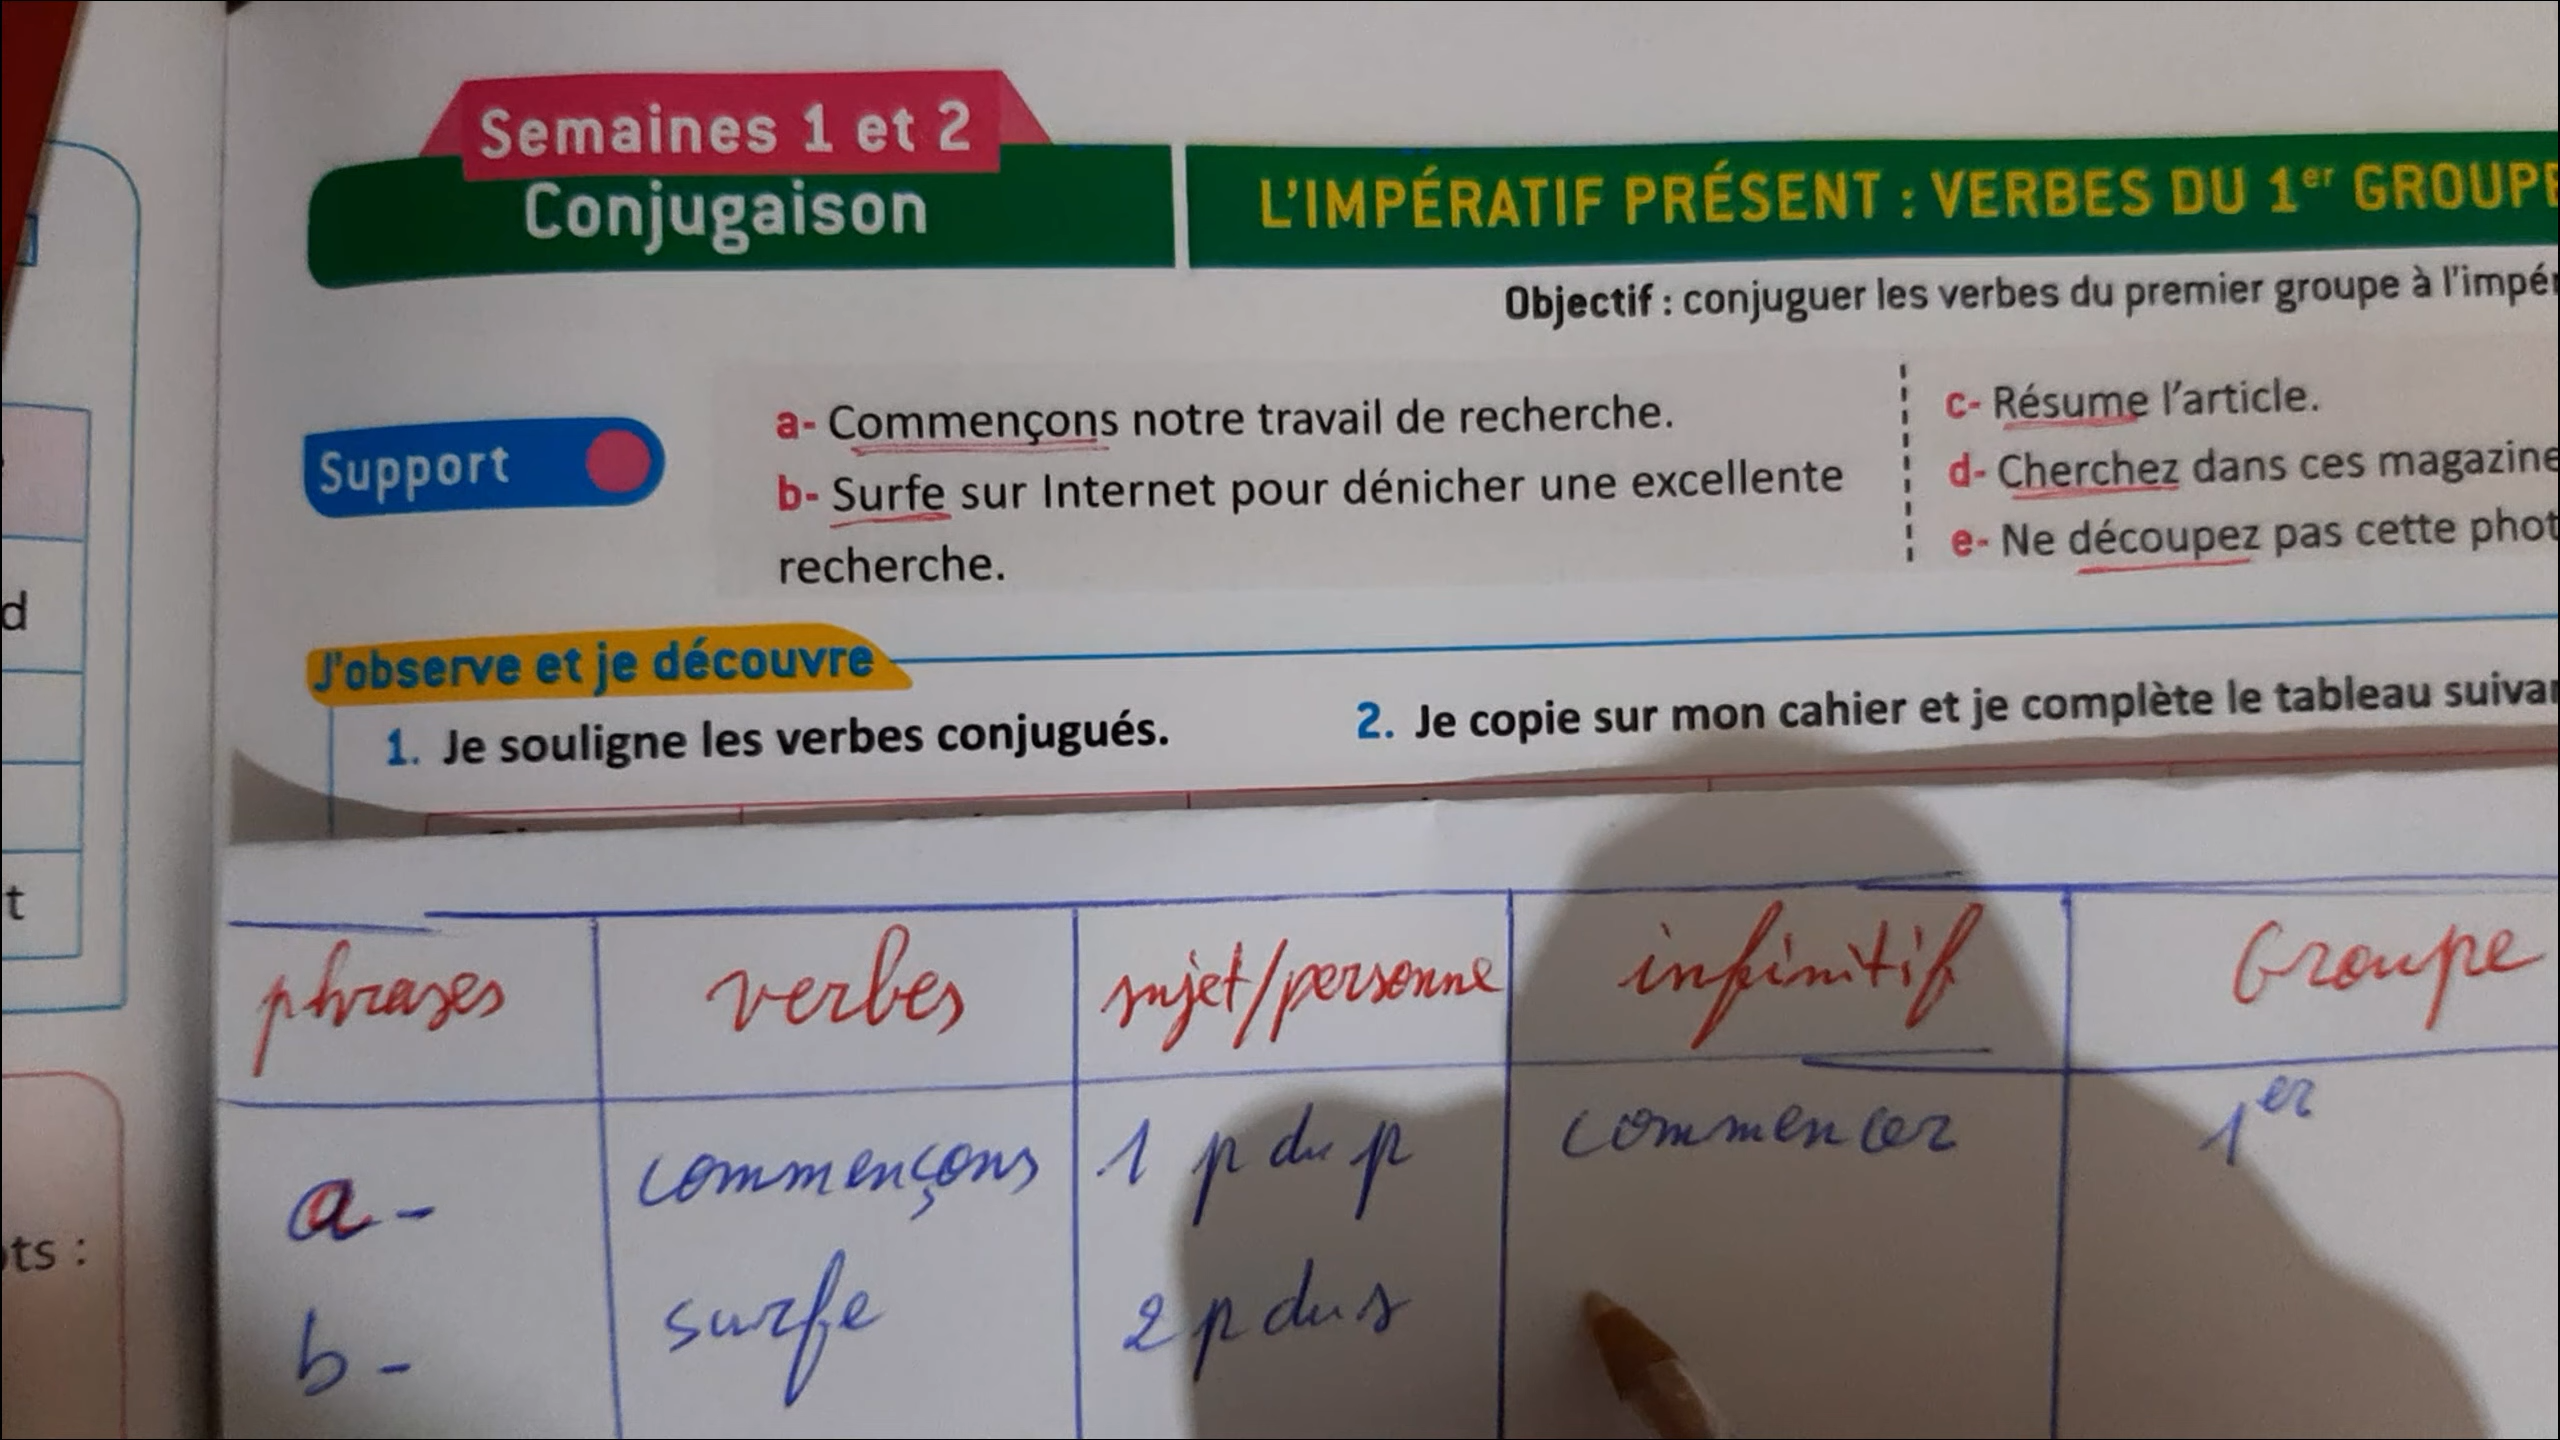 Semaines 1 et 2
Conjugaison
L'IMPÉRATIF PRÉSENT : VERBES DU 1er GROUPE
Objectif : conjuguer les verbes du premier groupe à l'impér
Support
a- Commençons notre travail de recherche.
b- Surfe sur Internet pour dénicher une excellente
recherche.
c- Résume l'article.
d- Cherchez dans ces magazine
e- Ne découpez pas cette phot
J'observe et je découvre
1. Je souligne les verbes conjugués.
2. Je copie sur mon cahier et je complète le tableau suivan
phrases verbes sujet/personne infinitif Groupe
a- commençons 1 p du p commencer 1er
b- surfe 2 p du s
d
t
ts :